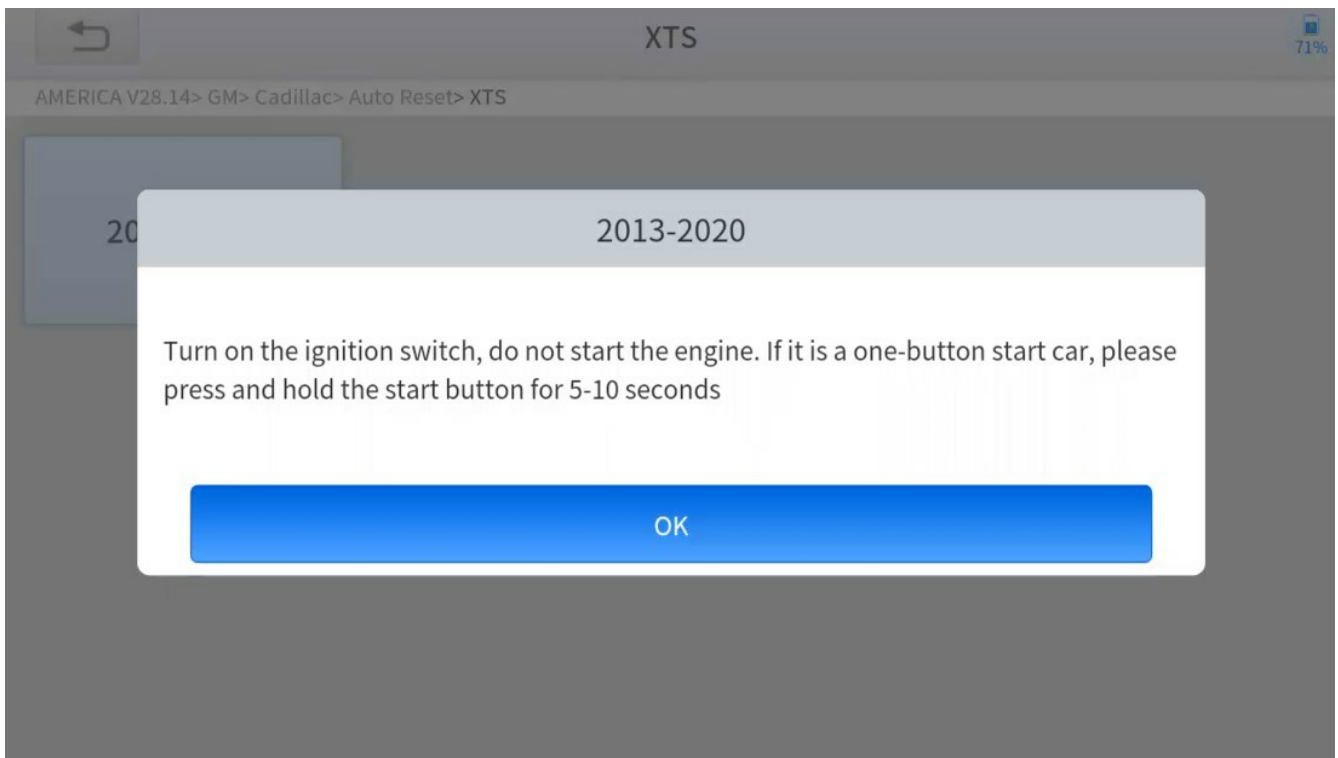 XTS
71%
AMERICA V28.14> GM> Cadillac> Auto Reset> XTS
20
2013-2020
Turn on the ignition switch, do not start the engine. If it is a one-button start car, please
press and hold the start button for 5-10 seconds
OK